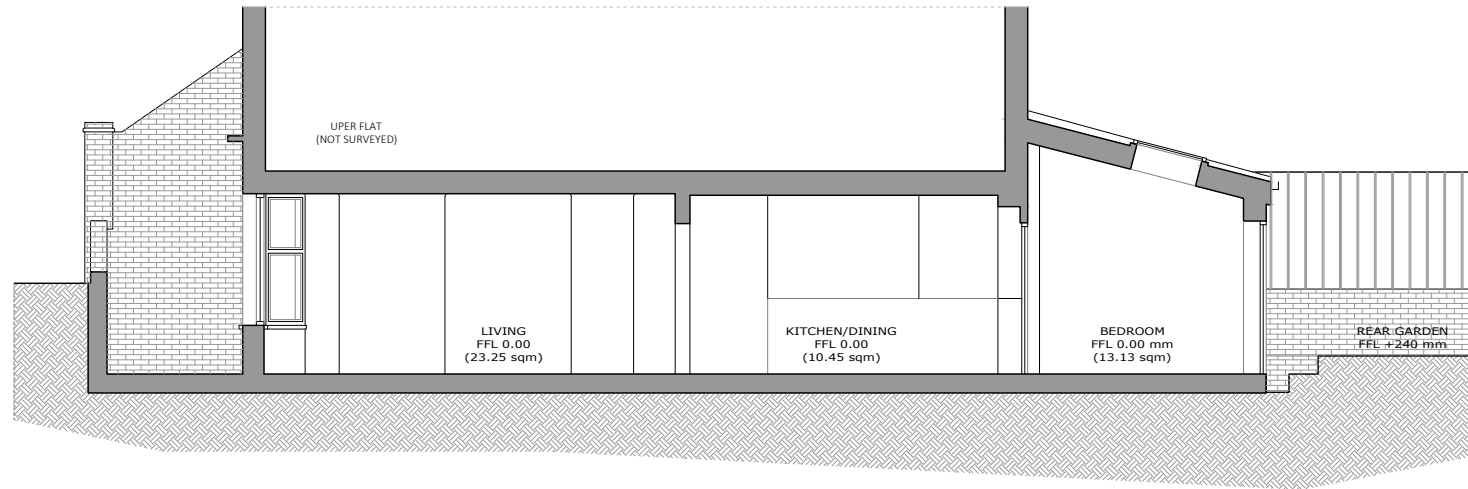 UPER FLAT
(NOT SURVEYED)
LIVING
FFL 0.00
(23.25 sqm)
KITCHEN/DINING
FFL 0.00
(10.45 sqm)
BEDROOM
FFL 0.00 mm
(13.13 sqm)
REAR GARDEN
FFL +240 mm